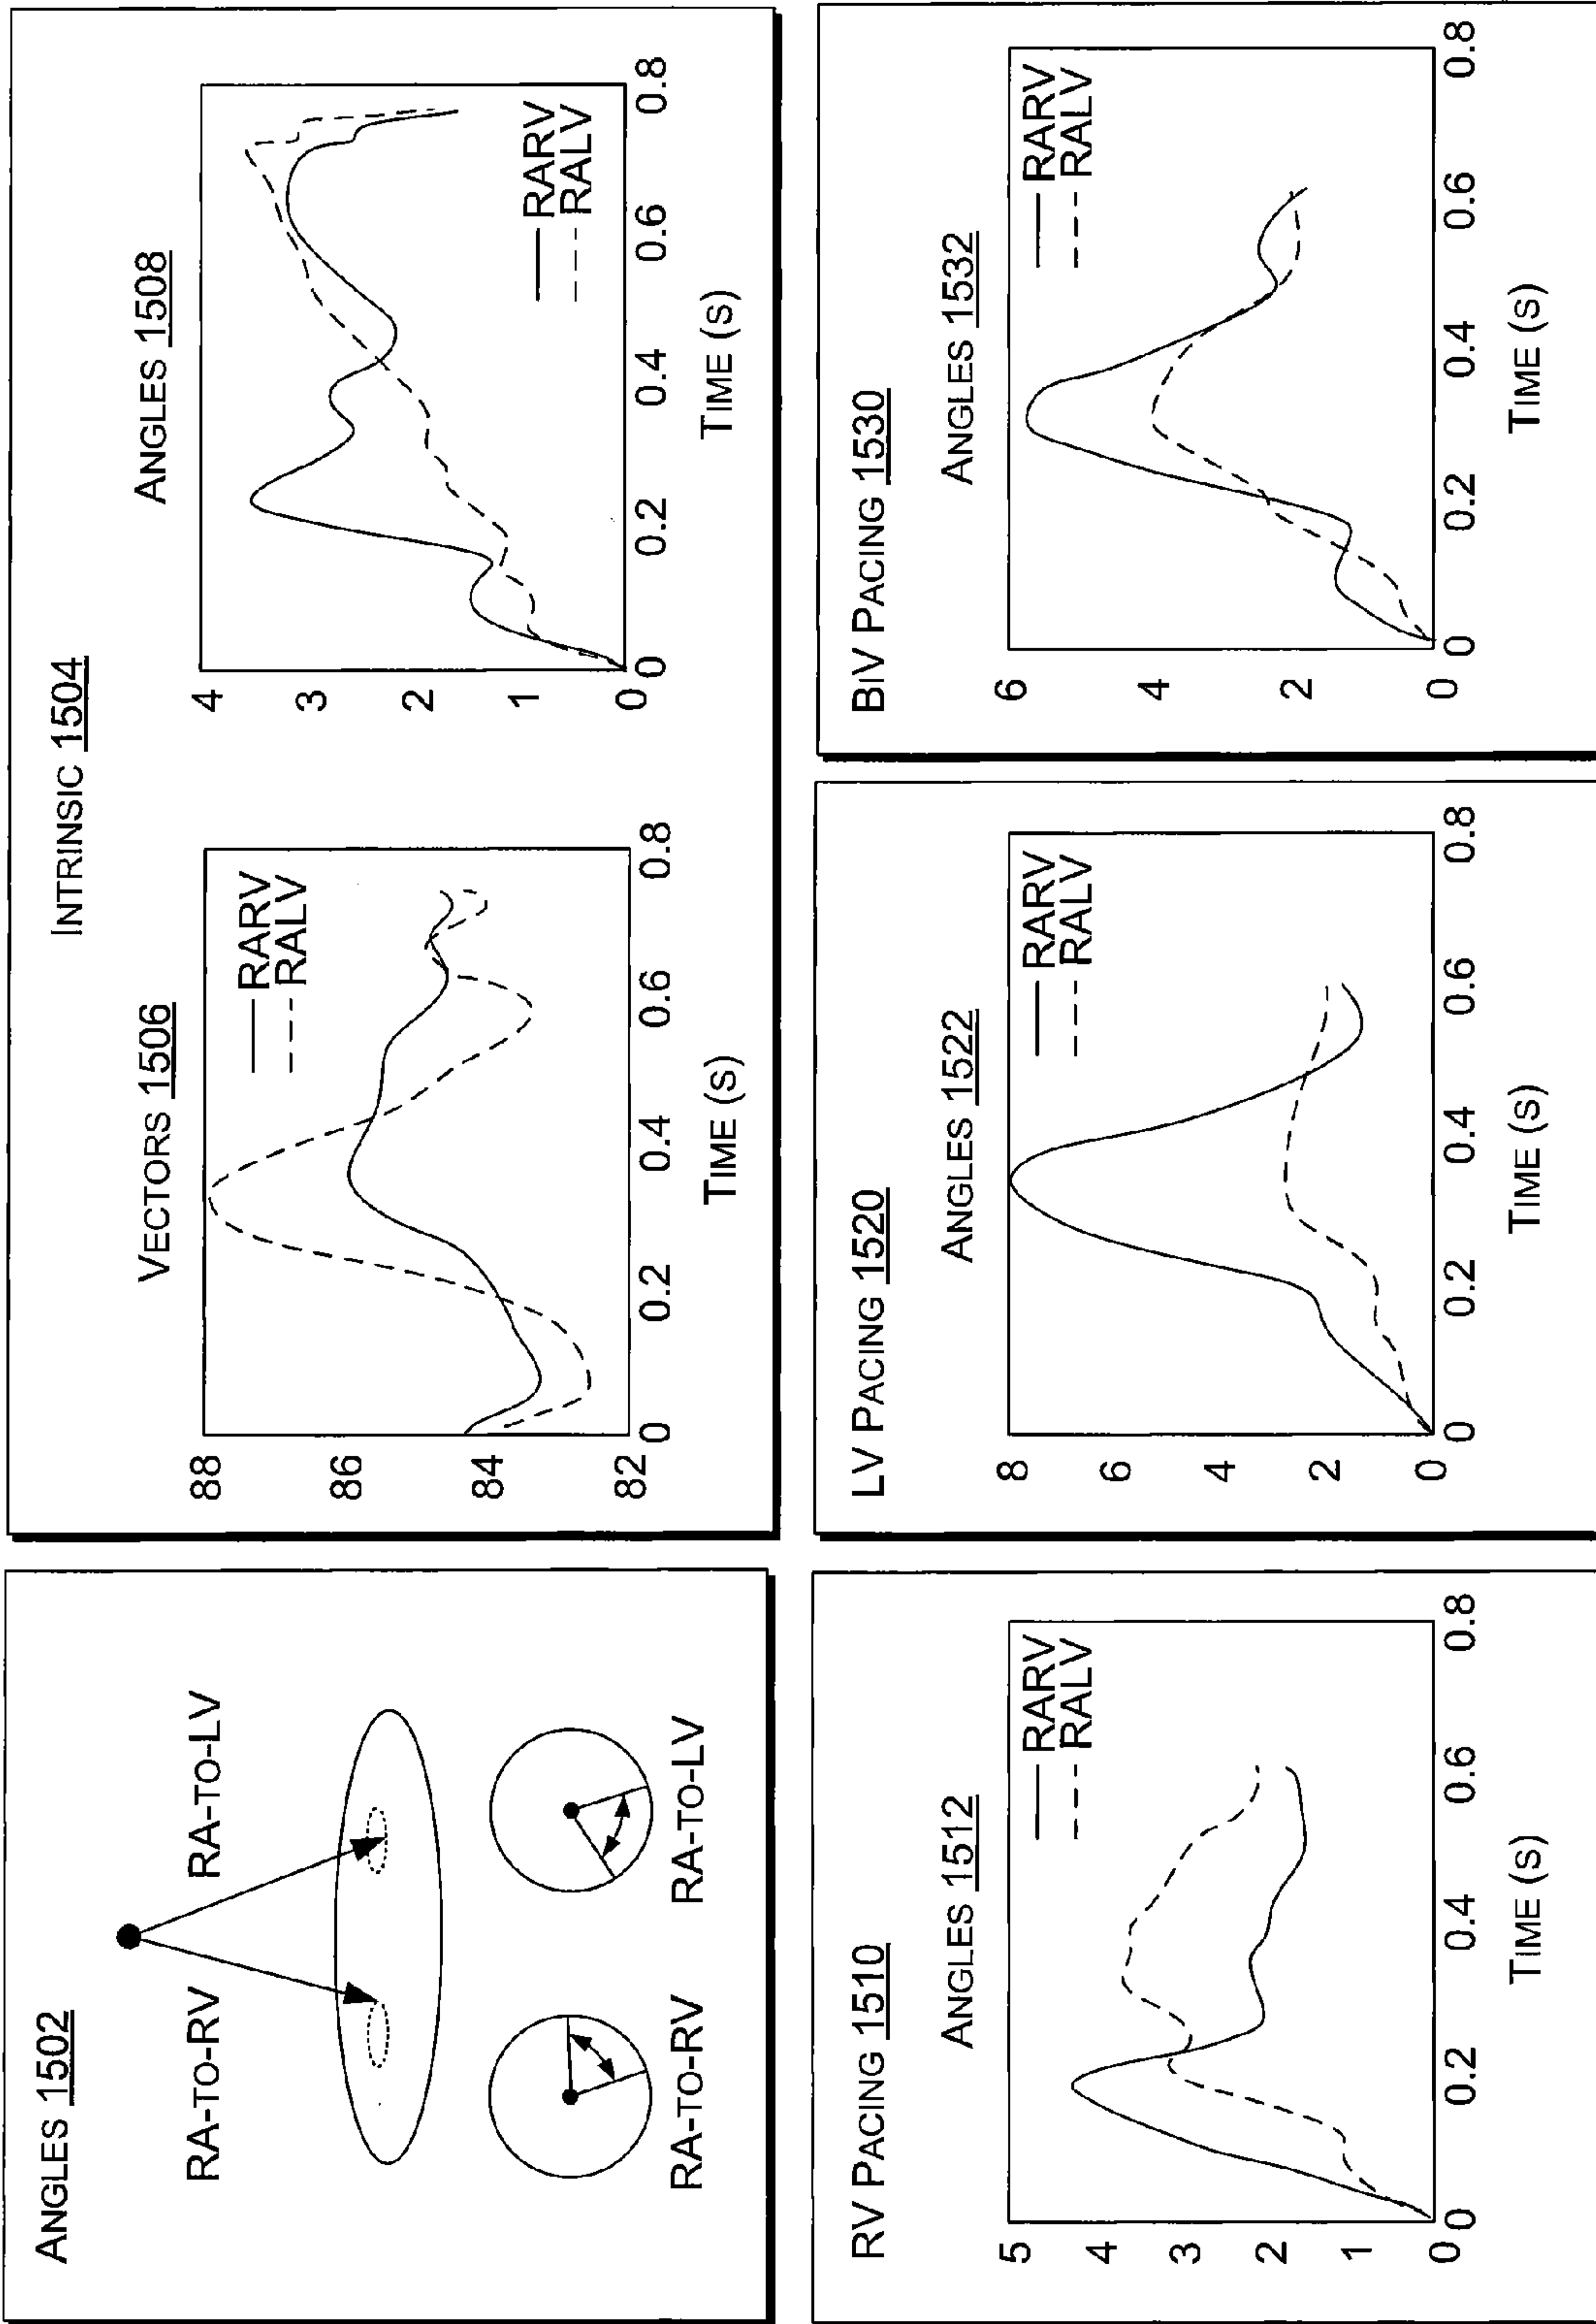 ANGLES 1502
RA-TO-RV
RA-TO-LV
RA-TO-RV
RA-TO-LV
INTRINSIC 1504
VECTORS 1506
88
86
84
82
RARV
RALV
0
0.2
0.4
0.6
0.8
TIME (S)
ANGLES 1508
4
3
2
1
0
RARV
RALV
0
0.2
0.4
0.6
0.8
TIME (S)
RV PACING 1510
ANGLES 1512
5
4
3
2
1
0
RARV
RALV
0
0.2
0.4
0.6
0.8
TIME (S)
LV PACING 1520
ANGLES 1522
8
6
4
2
0
RARV
RALV
0
0.2
0.4
0.6
0.8
TIME (S)
BIV PACING 1530
ANGLES 1532
6
4
2
0
RARV
RALV
0
0.2
0.4
0.6
0.8
TIME (S)